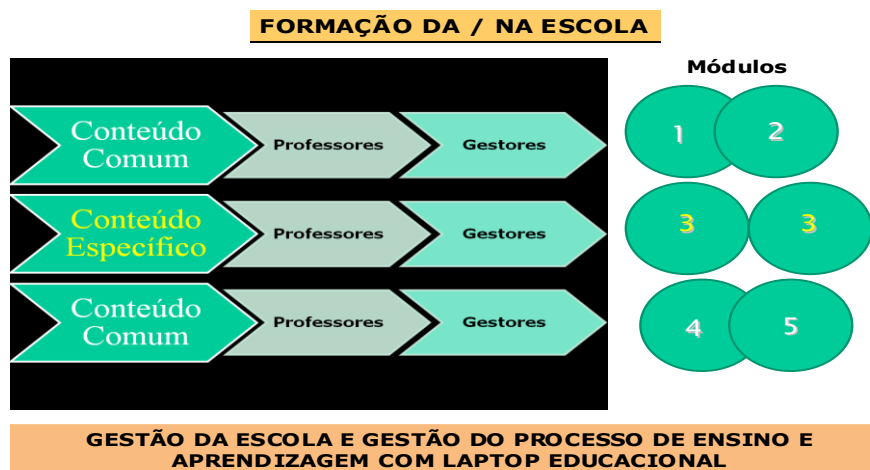 FORMAÇÃO DA / NA ESCOLA
Módulos
Conteúdo
Comum
Professores
Gestores
1
2
Conteúdo
Específico
Professores
Gestores
3
3
Conteúdo
Comum
Professores
Gestores
4
5
GESTÃO DA ESCOLA E GESTÃO DO PROCESSO DE ENSINO E
APRENDIZAGEM COM LAPTOP EDUCACIONAL